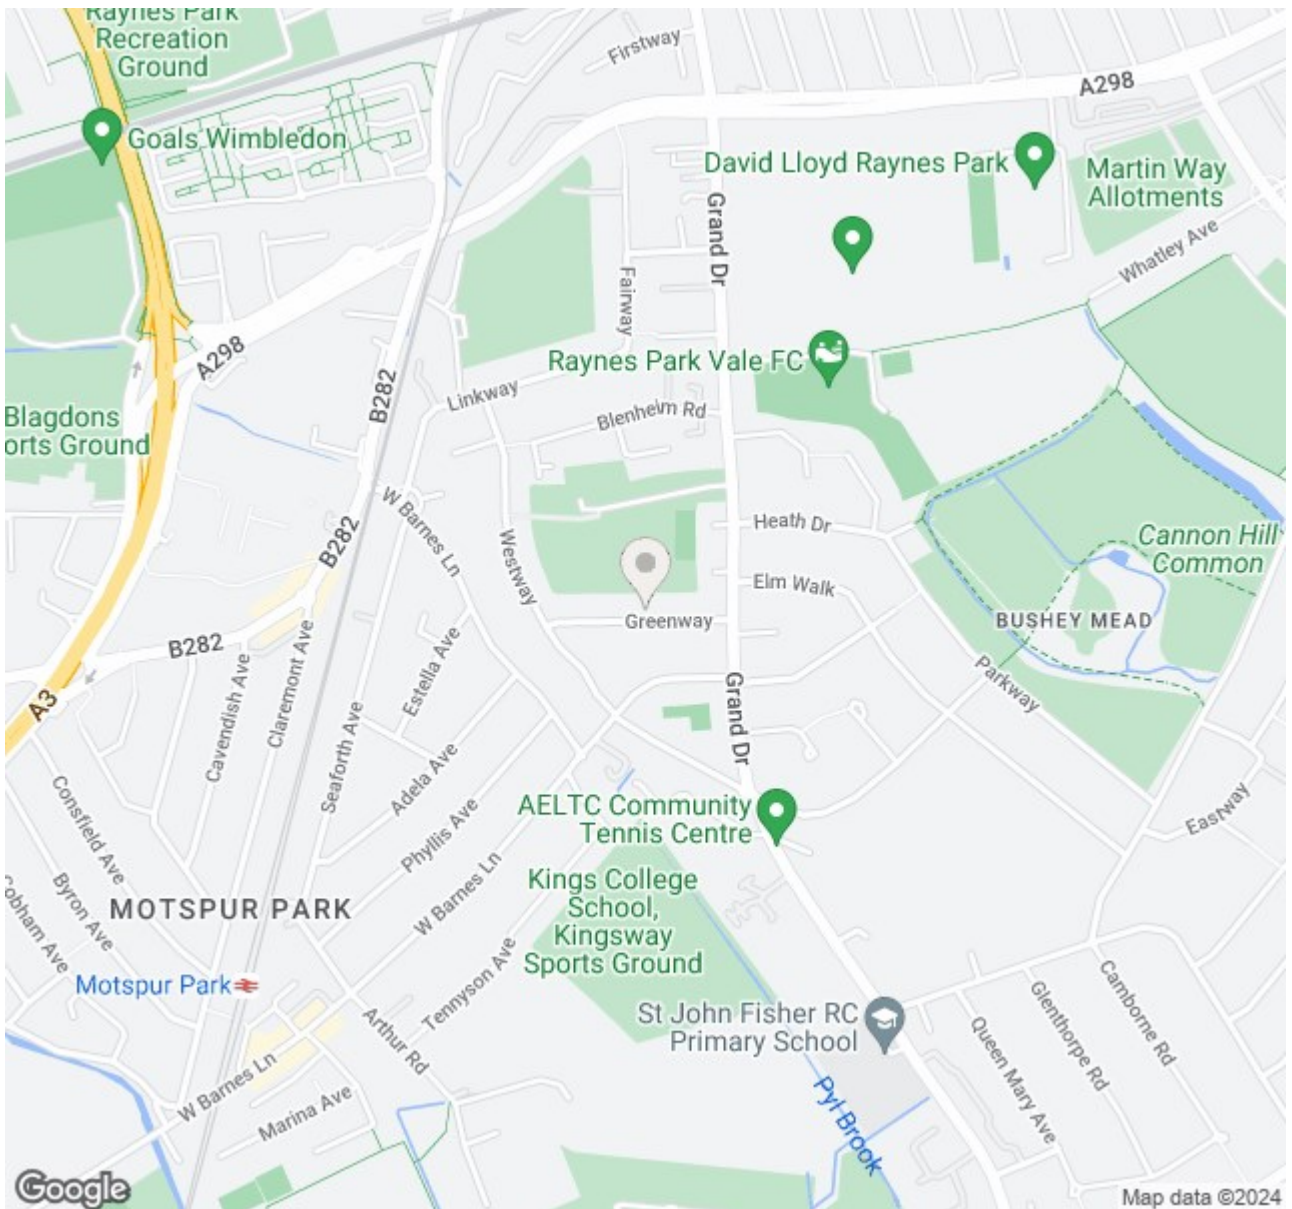 Raynes Park
Recreation
Ground
Firstway
A298
Goals Wimbledon
David Lloyd Raynes Park
Martin Way
Allotments
Grand Dr
Whatley Ave
Fairway
A298
Raynes Park Vale FC
B282
Linkway
Blenheim Rd
Blagdons
orts Ground
W Barnes Ln
Heath Dr
B282
Westway
Cannon Hill
Common
Elm Walk
Greenway
BUSHEY MEAD
B282
Estella Ave
Claremont Ave
Cavendish Ave
Parkway
A3
Grand Dr
Seaforth Ave
Adela Ave
AELTC Community
Tennis Centre
Eastway
Consfield Ave
Phyllis Ave
Kings College
School,
Kingsway
Sports Ground
W Barnes Ln
Byron Ave
MOTSPUR PARK
Cobham Ave
Motspur Park
Tennyson Ave
Arthur Rd
St John Fisher RC
Primary School
Camborne Rd
Glenthorpe Rd
Queen Mary Ave
W Barnes Ln
Marina Ave
Pyl Brook
Google
Map data ©2024